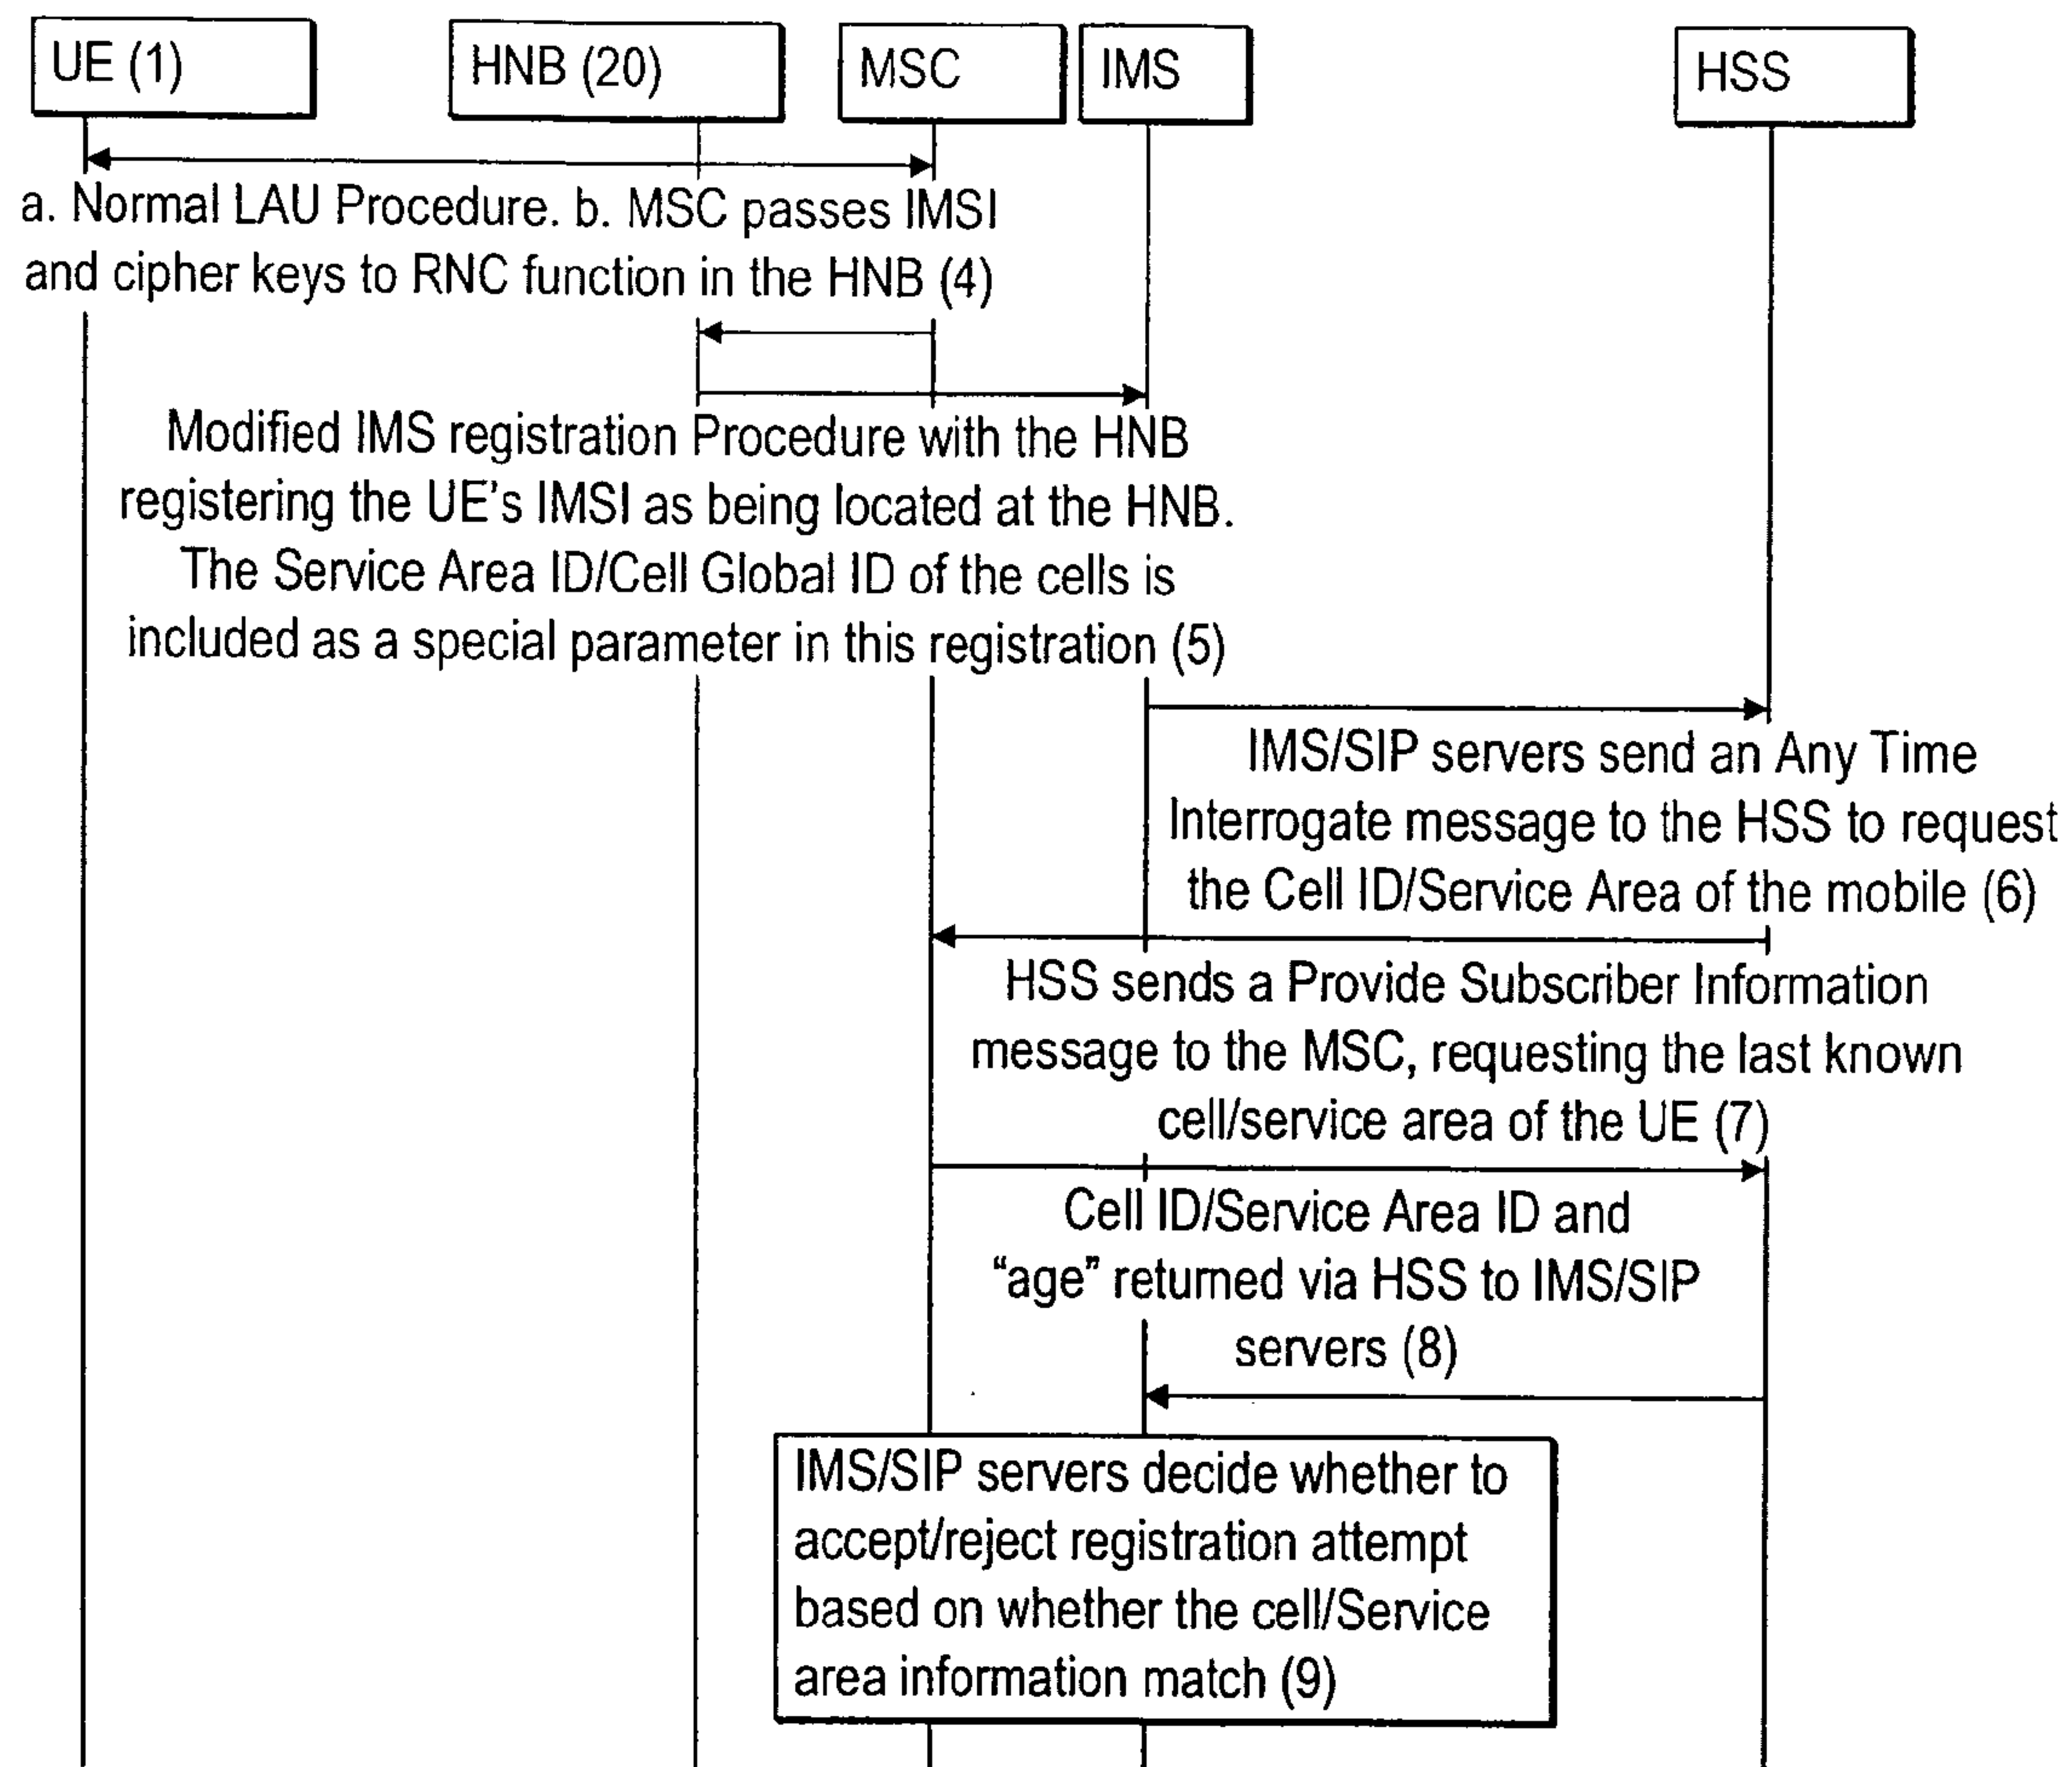 UE (1)
HNB (20)
MSC
IMS
HSS
a. Normal LAU Procedure. b. MSC passes IMSI
and cipher keys to RNC function in the HNB (4)
Modified IMS registration Procedure with the HNB
registering the UE's IMSI as being located at the HNB.
The Service Area ID/Cell Global ID of the cells is
included as a special parameter in this registration (5)
IMS/SIP servers send an Any Time
Interrogate message to the HSS to request
the Cell ID/Service Area of the mobile (6)
HSS sends a Provide Subscriber Information
message to the MSC, requesting the last known
cell/service area of the UE (7)
Cell ID/Service Area ID and
“age” returned via HSS to IMS/SIP
servers (8)
IMS/SIP servers decide whether to
accept/reject registration attempt
based on whether the cell/Service
area information match (9)